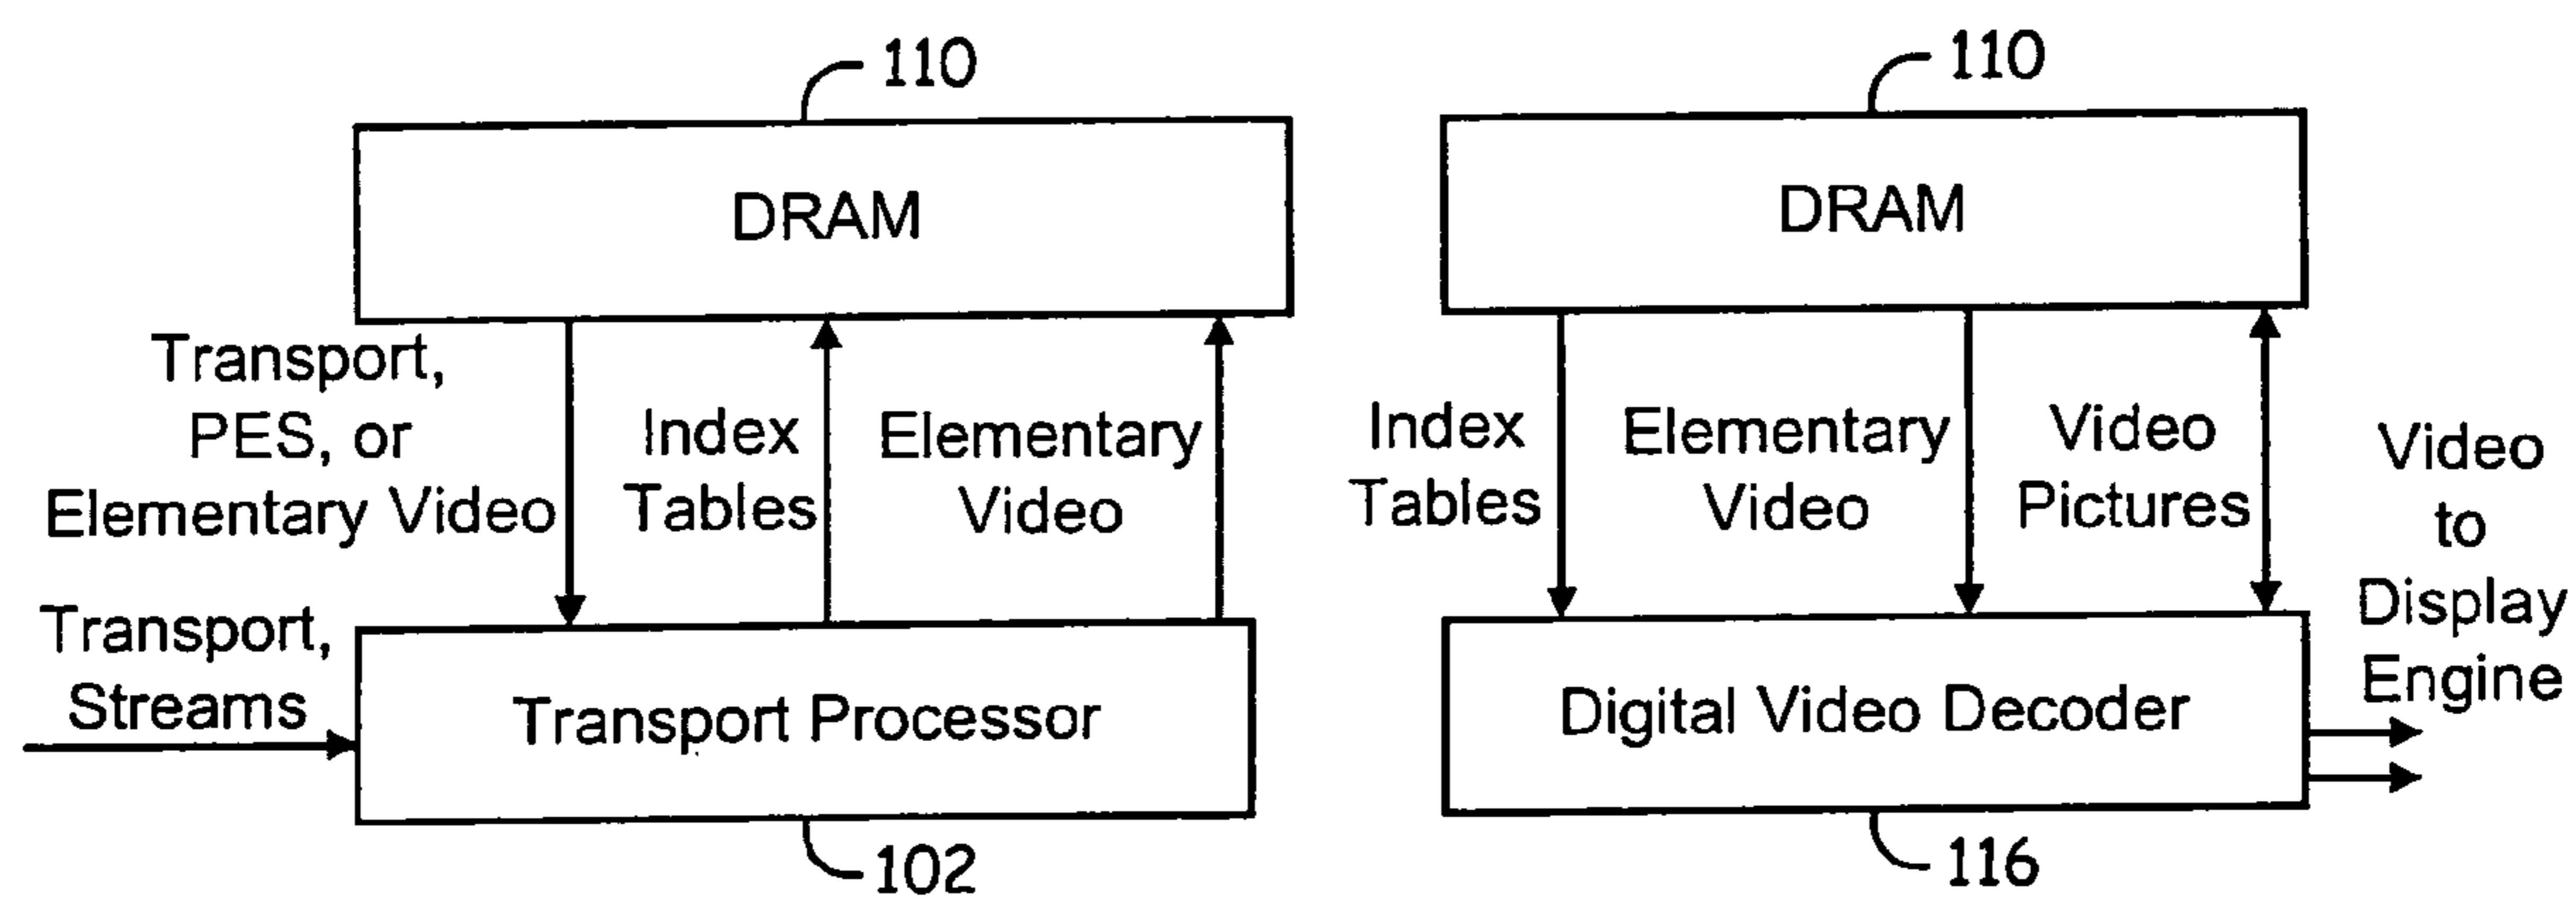 110
DRAM
Transport,
PES, or
Elementary Video
Index
Tables
Elementary
Video
Transport,
Streams
Transport Processor
102
110
DRAM
Index
Tables
Elementary
Video
Video
Pictures
Video
to
Display
Engine
Digital Video Decoder
116